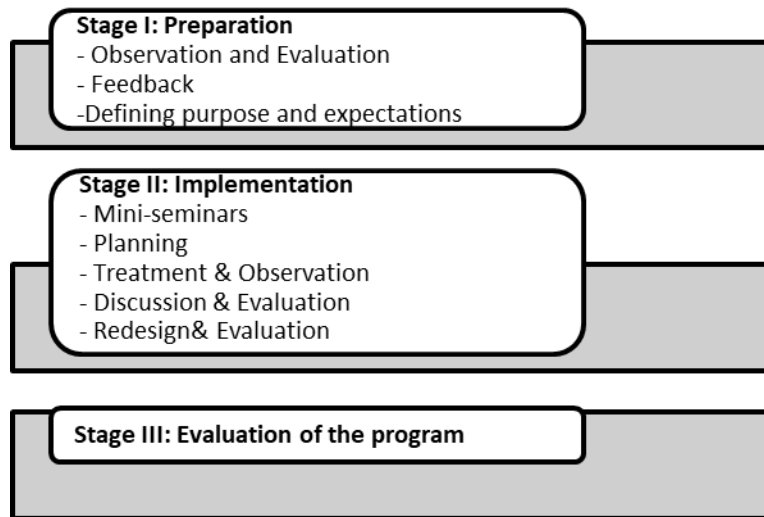 Stage I: Preparation
- Observation and Evaluation
- Feedback
-Defining purpose and expectations
Stage II: Implementation
- Mini-seminars
- Planning
- Treatment & Observation
- Discussion & Evaluation
- Redesign& Evaluation
Stage III: Evaluation of the program